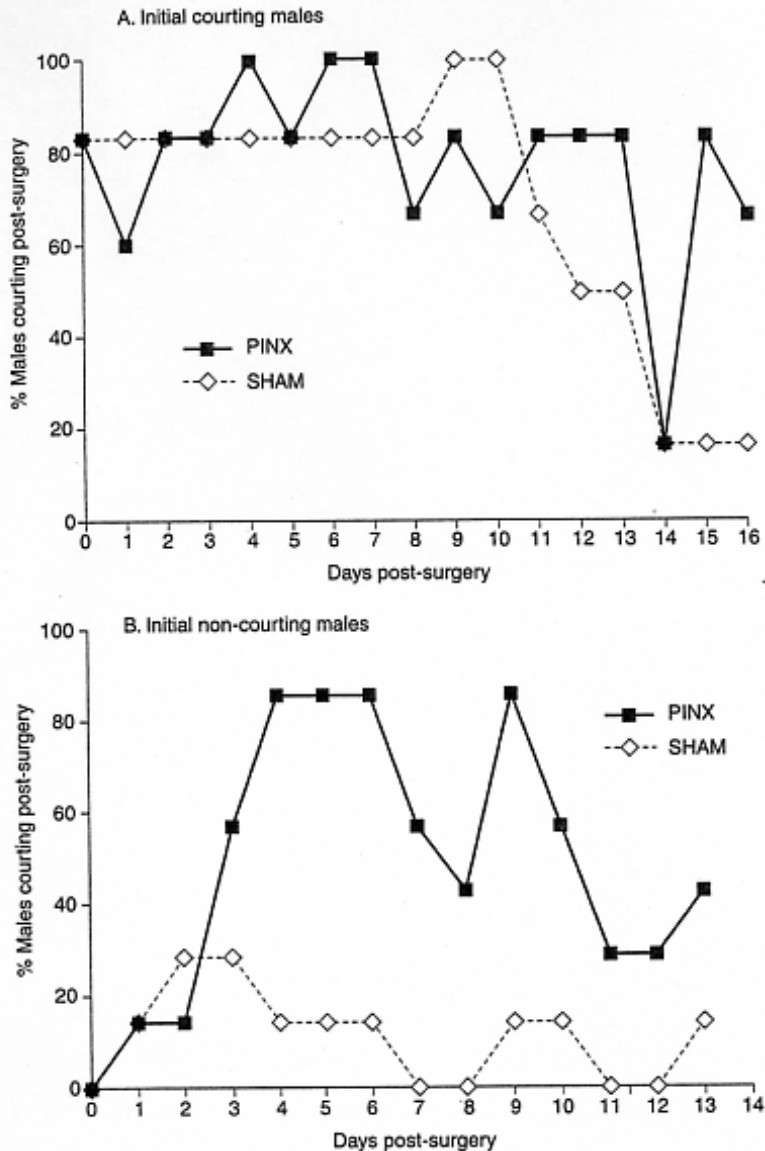 A. Initial courting males
100
80
60
40
20
0
% Males courting post-surgery
PINX
SHAM
0 1 2 3 4 5 6 7 8 9 10 11 12 13 14 15 16
Days post-surgery
B. Initial non-courting males
100
80
60
40
20
0
% Males courting post-surgery
PINX
SHAM
0 1 2 3 4 5 6 7 8 9 10 11 12 13 14
Days post-surgery